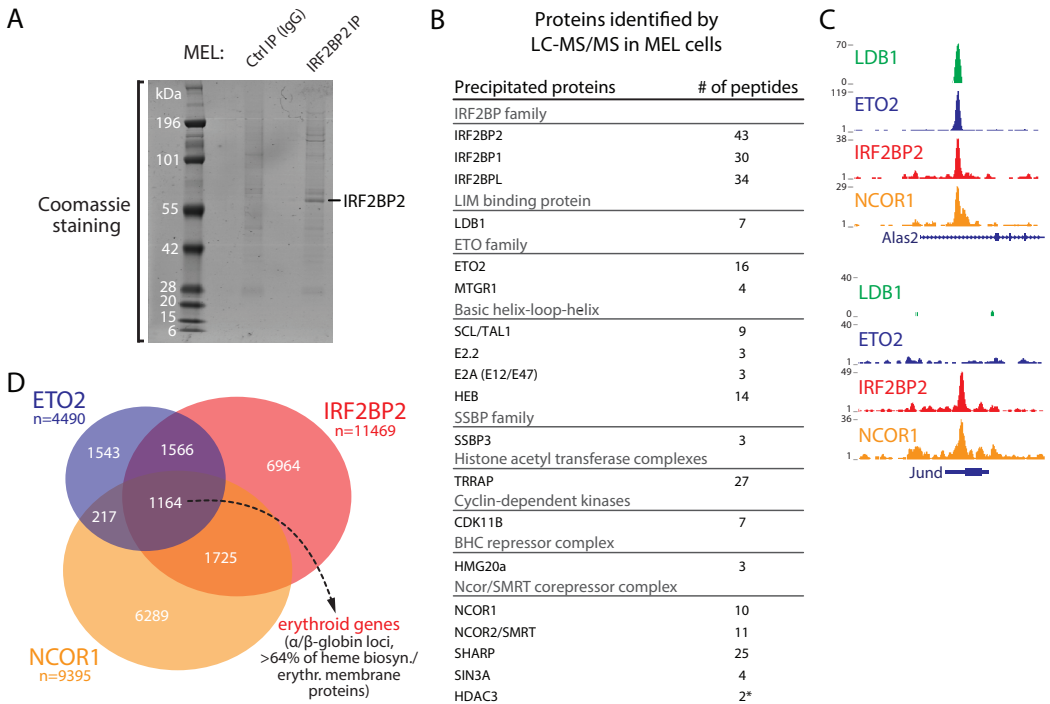 A
MEL:
Ctrl IP (IgG)
IRF2BP2 IP
kDa
196
101
55
42
28
20
15
6
Coomassie
staining
IRF2BP2
B
Proteins identified by
LC-MS/MS in MEL cells
Precipitated proteins # of peptides
IRF2BP family
IRF2BP2 43
IRF2BP1 30
IRF2BPL 34
LIM binding protein
LDB1 7
ETO family
ETO2 16
MTGR1 4
Basic helix-loop-helix
SCL/TAL1 9
E2.2 3
E2A (E12/E47) 3
HEB 14
SSBP family
SSBP3 3
Histone acetyl transferase complexes
TRRAP 27
Cyclin-dependent kinases
CDK11B 7
BHC repressor complex
HMG20a 3
Ncor/SMRT corepressor complex
NCOR1 10
NCOR2/SMRT 11
SHARP 25
SIN3A 4
HDAC3 2*
C
70
LDB1
0
119
ETO2
1
38
IRF2BP2
1
29
NCOR1
1
Alas2
40
LDB1
0
40
ETO2
1
49
IRF2BP2
1
36
NCOR1
1
Jund
D
ETO2
n=4490
IRF2BP2
n=11469
1543
1566
6964
1164
217
1725
6289
NCOR1
n=9395
erythroid genes
(α/β-globin loci,
>64% of heme biosyn./
erythr. membrane
proteins)